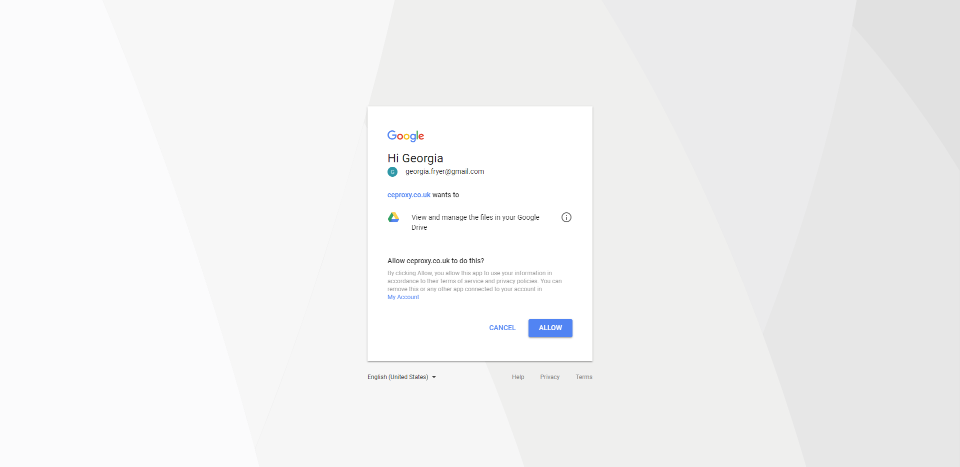 Google
Hi Georgia
G georgia.fryer@gmail.com
ceproxy.co.uk wants to
View and manage the files in your Google
Drive
Allow ceproxy.co.uk to do this?
By clicking Allow, you allow this app to use your information in
accordance to their terms of service and privacy policies. You can
remove this or any other app connected to your account in
My Account
CANCEL ALLOW
English (United States) Help Privacy Terms